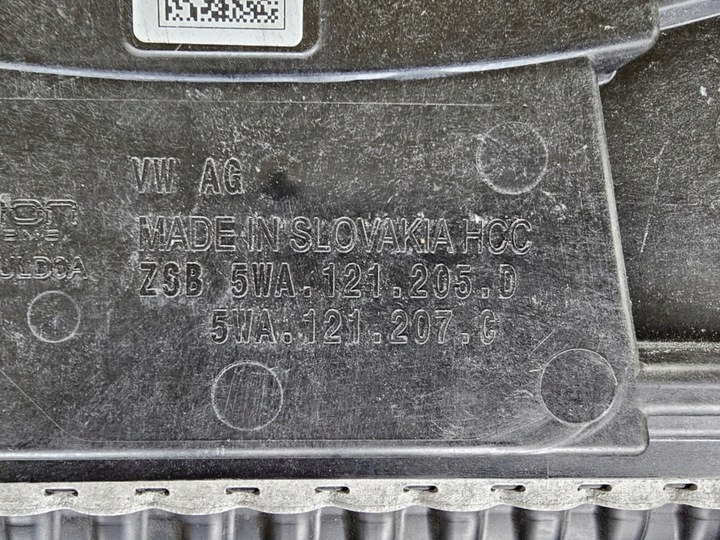 VW AG
MADE IN SLOVAKIA HCC
ZSB 5WA.121.205.D
5WA.121.207.C